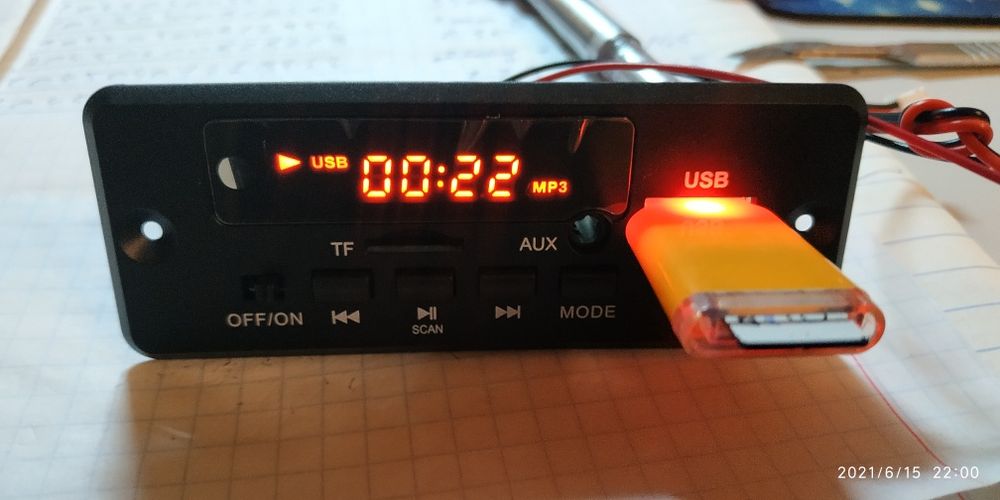 USB 00:22 MP3
USB
TF
AUX
OFF/ON
SCAN
MODE
2021/6/15 22:00